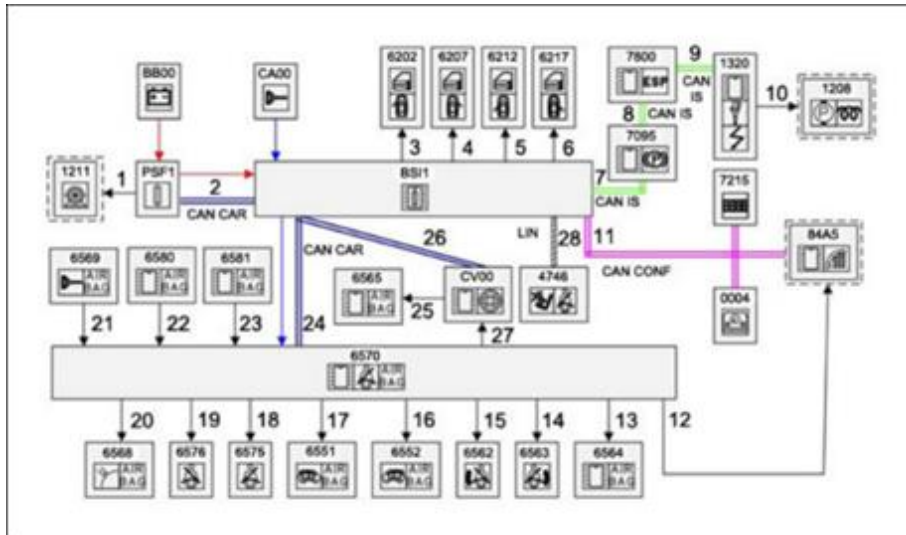 6202 6207 6212 6217 7800 9 1320
BB00 CA00 ESP CAN IS 10 1208
8 CAN IS
3 4 5 6 7095
1211 1 PSF1 2 BSI1 7 7215
CAN CAR CAN IS
CAN CAR 26 LIN 28 11 84A5
6569 6580 6581 CV00 4746 CAN CONF
AIR BAG AIR BAG AIR BAG 6565 AIR BAG 25 0004
21 22 23 24 27
6570
AIR BAG
20 19 18 17 16 15 14 13 12
6568 6576 6575 6551 6552 6562 6563 6564
AIR BAG AIR BAG AIR BAG AIR BAG